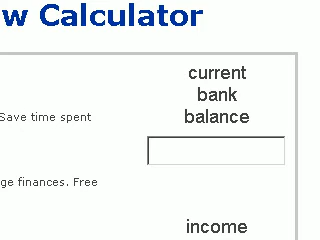 w Calculator
current
bank
balance
Save time spent
ge finances. Free
income